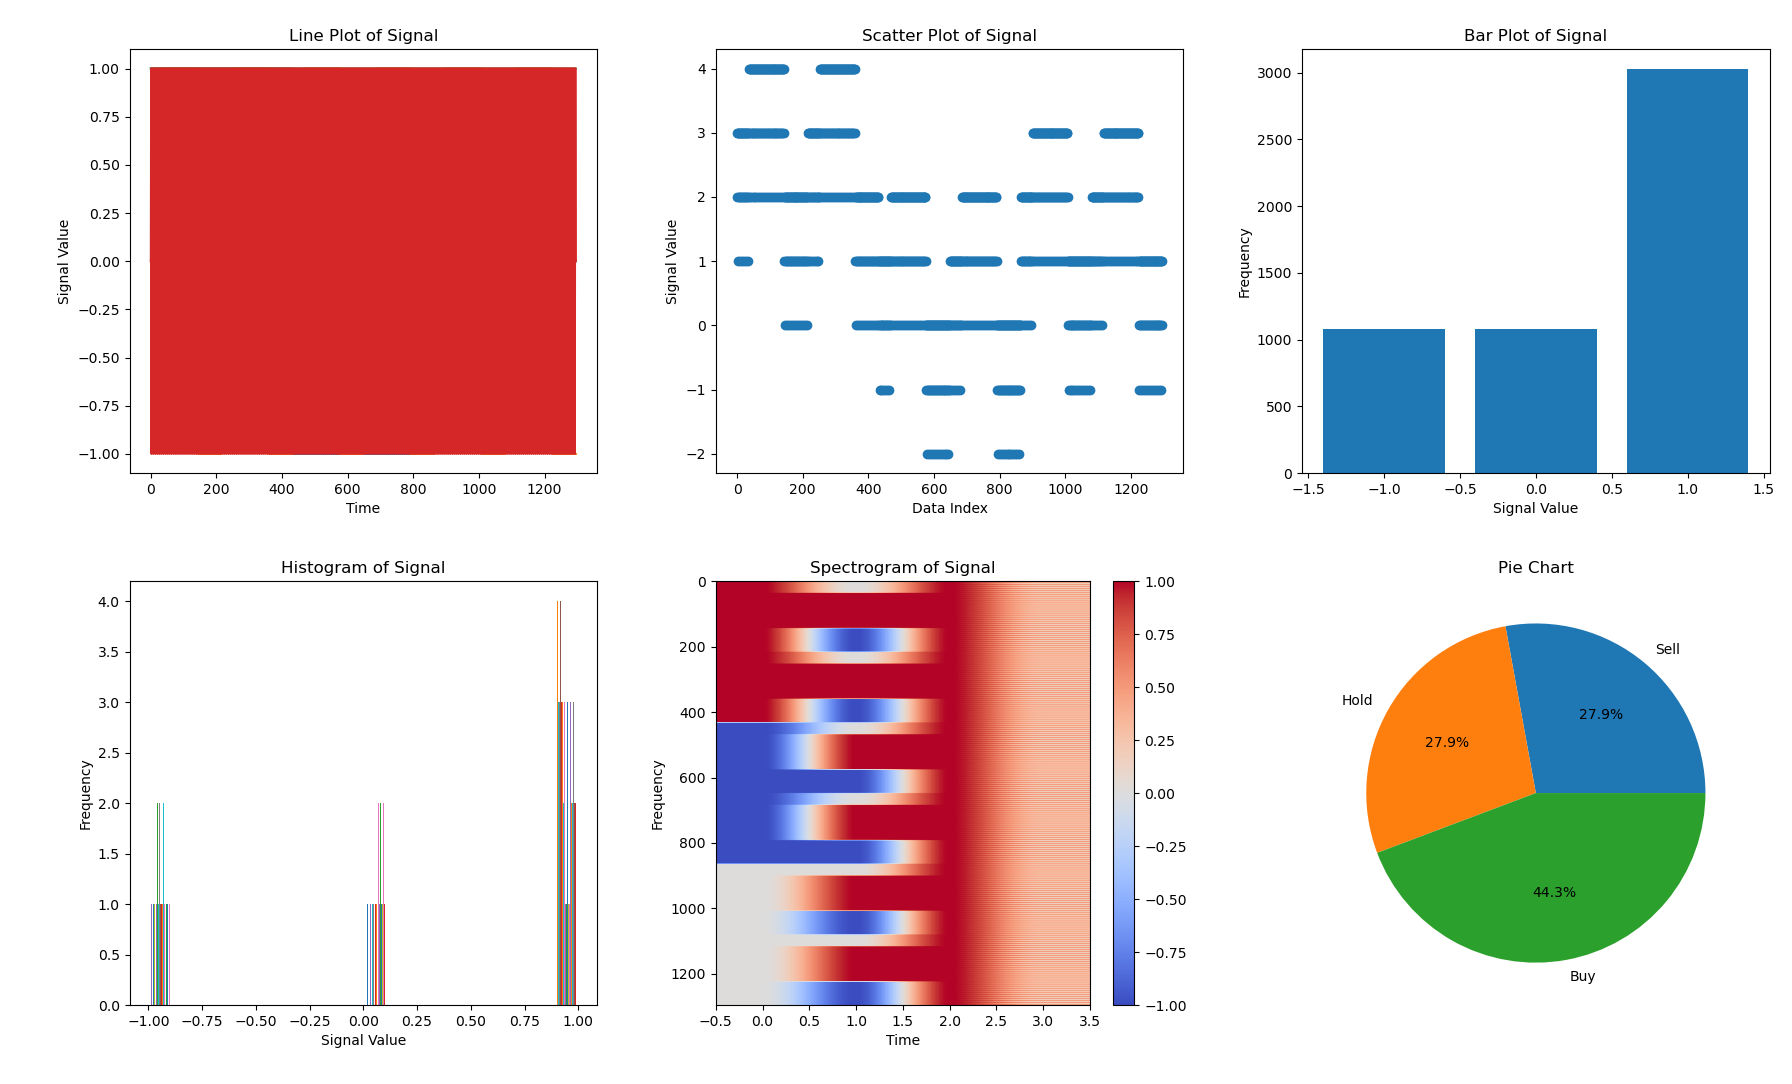 Line Plot of Signal
Signal Value
1.00
0.75
0.50
0.25
0.00
−0.25
−0.50
−0.75
−1.00
0 200 400 600 800 1000 1200
Time
Scatter Plot of Signal
Signal Value
4
3
2
1
0
−1
−2
0 200 400 600 800 1000 1200
Data Index
Bar Plot of Signal
Frequency
3000
2500
2000
1500
1000
500
0
−1.5 −1.0 −0.5 0.0 0.5 1.0 1.5
Signal Value
Histogram of Signal
Frequency
4.0
3.5
3.0
2.5
2.0
1.5
1.0
0.5
0.0
−1.00 −0.75 −0.50 −0.25 0.00 0.25 0.50 0.75 1.00
Signal Value
Spectrogram of Signal
Frequency
0
200
400
600
800
1000
1200
−0.5 0.0 0.5 1.0 1.5 2.0 2.5 3.0 3.5
Time
1.00
0.75
0.50
0.25
0.00
−0.25
−0.50
−0.75
−1.00
Pie Chart
Sell
27.9%
Hold
27.9%
44.3%
Buy